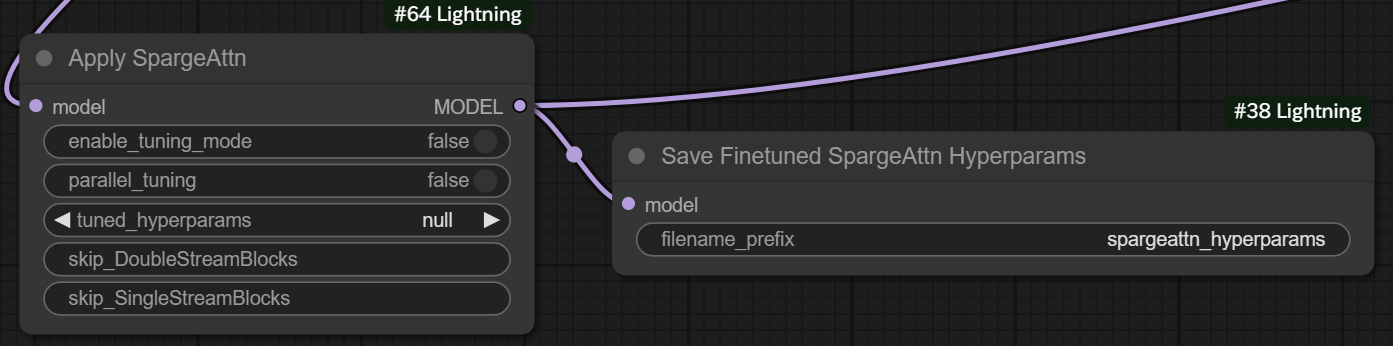 #64 Lightning
Apply SpargeAttn
model MODEL
enable_tuning_mode false
parallel_tuning false
tuned_hyperparams null
skip_DoubleStreamBlocks
skip_SingleStreamBlocks
#38 Lightning
Save Finetuned SpargeAttn Hyperparams
model
filename_prefix spargeattn_hyperparams